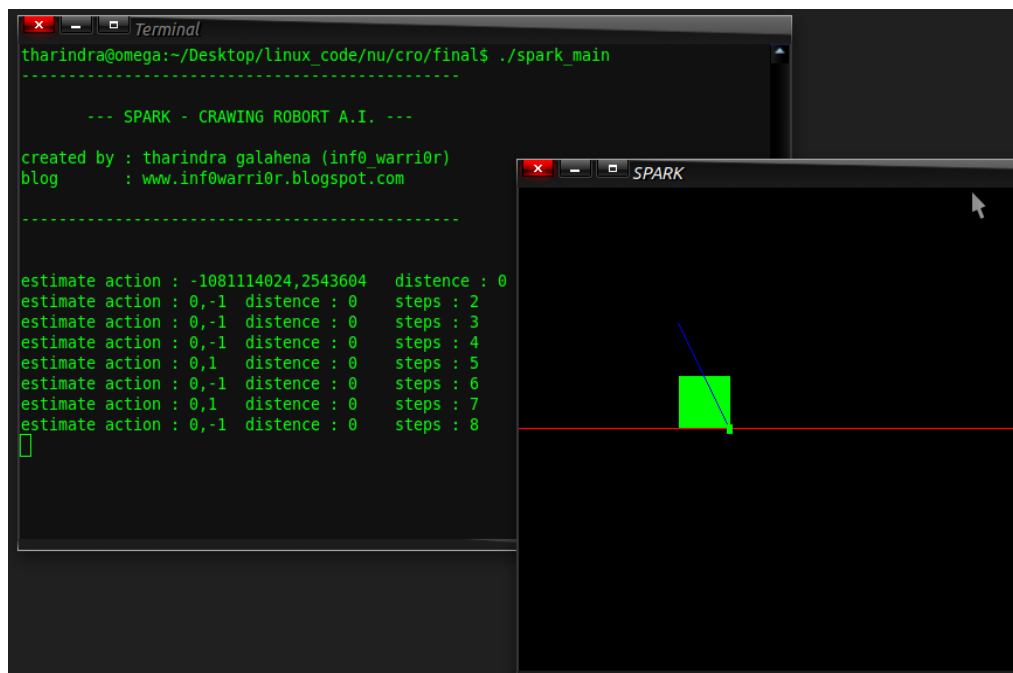 Terminal
tharindra@omega:~/Desktop/linux_code/nu/cro/final$ ./spark_main
-----------------------------------------------
--- SPARK - CRAWING ROBORT A.I. ---
created by : tharindra galahena (inf0_warri0r)
blog : www.inf0warri0r.blogspot.com
-----------------------------------------------
estimate action : -1081114024,2543604 distence : 0
estimate action : 0,-1 distence : 0 steps : 2
estimate action : 0,-1 distence : 0 steps : 3
estimate action : 0,-1 distence : 0 steps : 4
estimate action : 0,1 distence : 0 steps : 5
estimate action : 0,-1 distence : 0 steps : 6
estimate action : 0,1 distence : 0 steps : 7
estimate action : 0,-1 distence : 0 steps : 8
SPARK